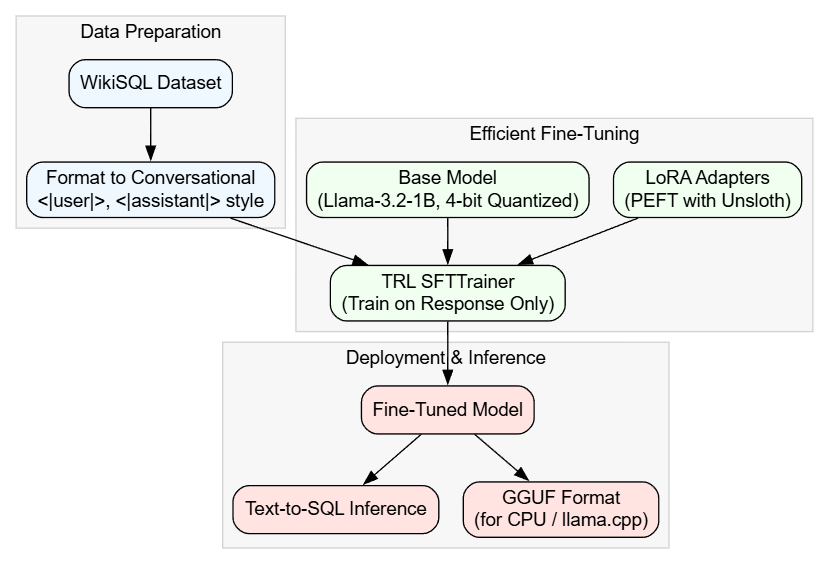 Data Preparation
WikiSQL Dataset
Format to Conversational
<|user|>, <|assistant|> style
Efficient Fine-Tuning
Base Model
(Llama-3.2-1B, 4-bit Quantized)
LoRA Adapters
(PEFT with Unsloth)
TRL SFTTrainer
(Train on Response Only)
Deployment & Inference
Fine-Tuned Model
Text-to-SQL Inference
GGUF Format
(for CPU / llama.cpp)